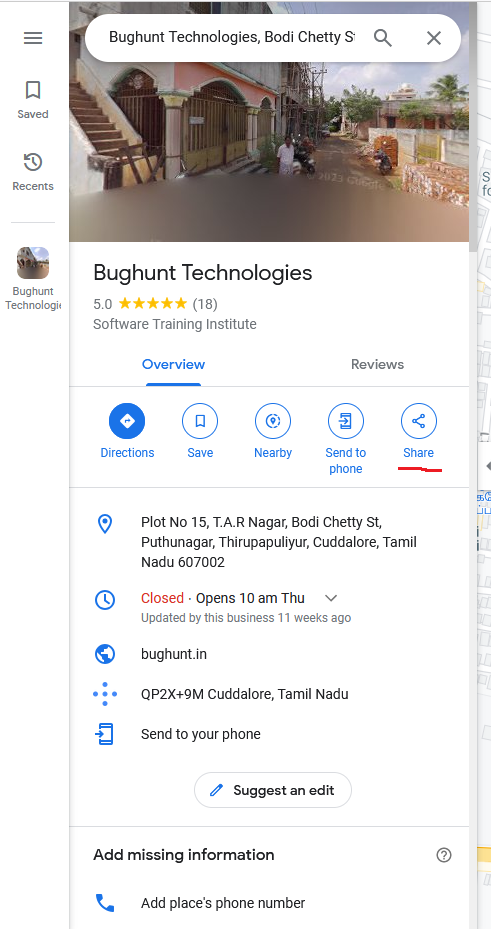 Bughunt Technologies, Bodi Chetty St
Saved
Recents
Bughunt
Technologi
2023 Google
Bughunt Technologies
5.0 ★★★★★ (18)
Software Training Institute
Overview
Reviews
Directions
Save
Nearby
Send to
phone
Share
Plot No 15, T.A.R Nagar, Bodi Chetty St,
Puthunagar, Thirupapuliyur, Cuddalore, Tamil
Nadu 607002
Closed · Opens 10 am Thu
Updated by this business 11 weeks ago
bughunt.in
QP2X+9M Cuddalore, Tamil Nadu
Send to your phone
Suggest an edit
Add missing information
Add place's phone number